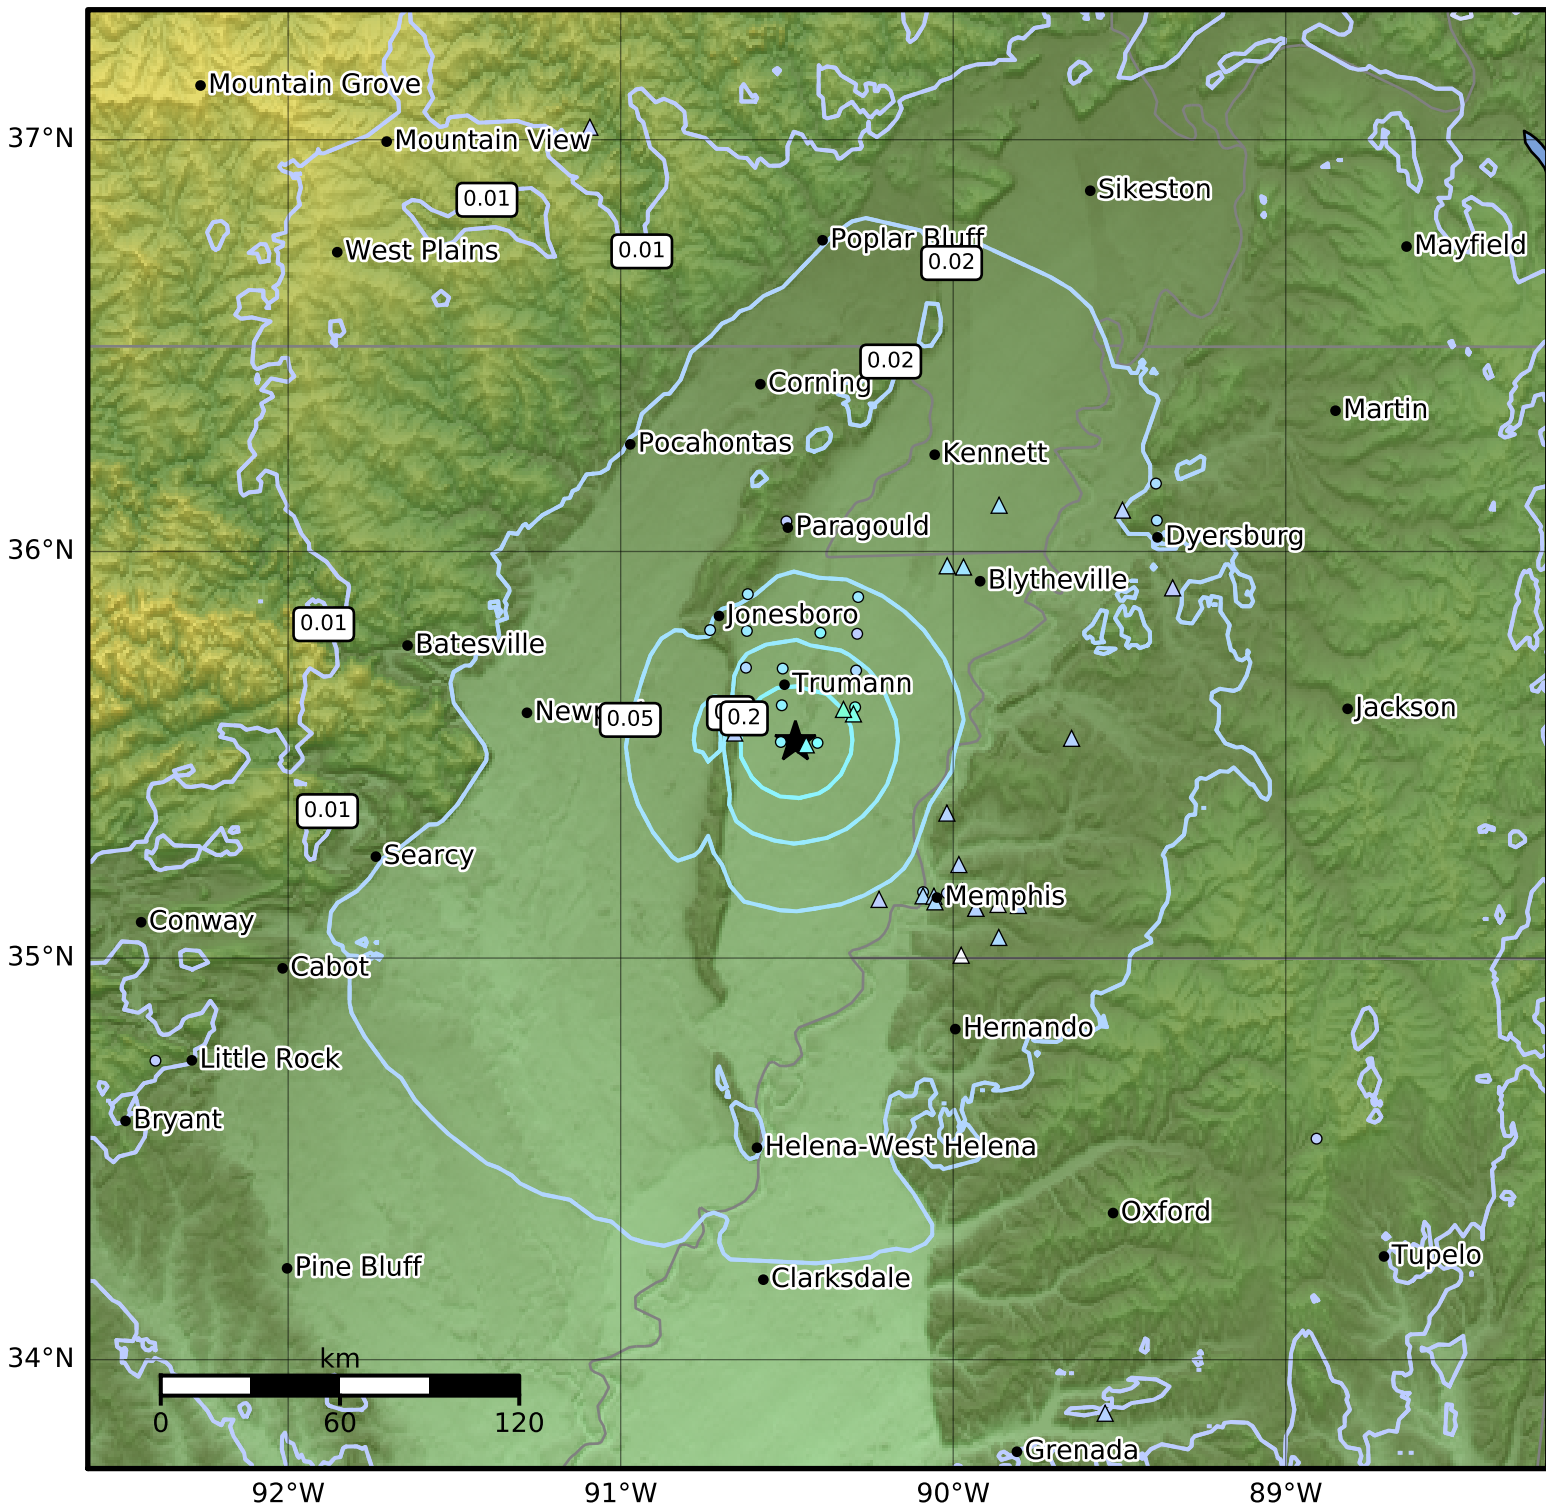 Mountain Grove
37°N
Mountain View
Sikeston
0.01
Poplar Bluff
Mayfield
West Plains
0.01
0.02
0.02
Corning
Martin
Pocahontas
Kennett
Paragould
Dyersburg
36°N
Blytheville
Jonesboro
0.01
Batesville
Trumann
Jackson
0.05
0.2
0.01
Searcy
Memphis
Conway
35°N
Cabot
Hernando
Little Rock
Bryant
Helena-West Helena
Oxford
Tupelo
Pine Bluff
Clarksdale
34°N
km
0 60 120
Grenada
92°W 91°W 90°W 89°W